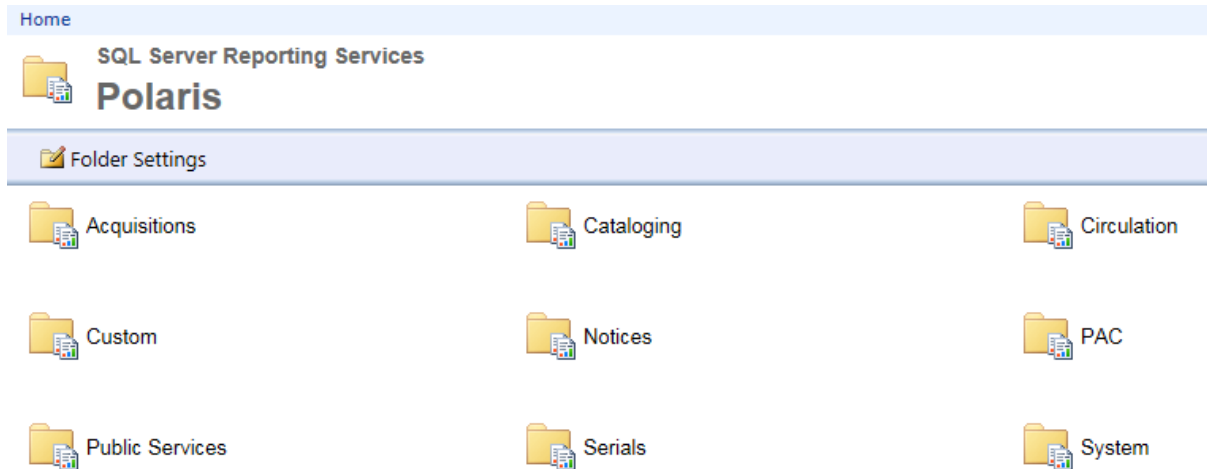 Home
SQL Server Reporting Services
Polaris
Folder Settings
Acquisitions
Cataloging
Circulation
Custom
Notices
PAC
Public Services
Serials
System